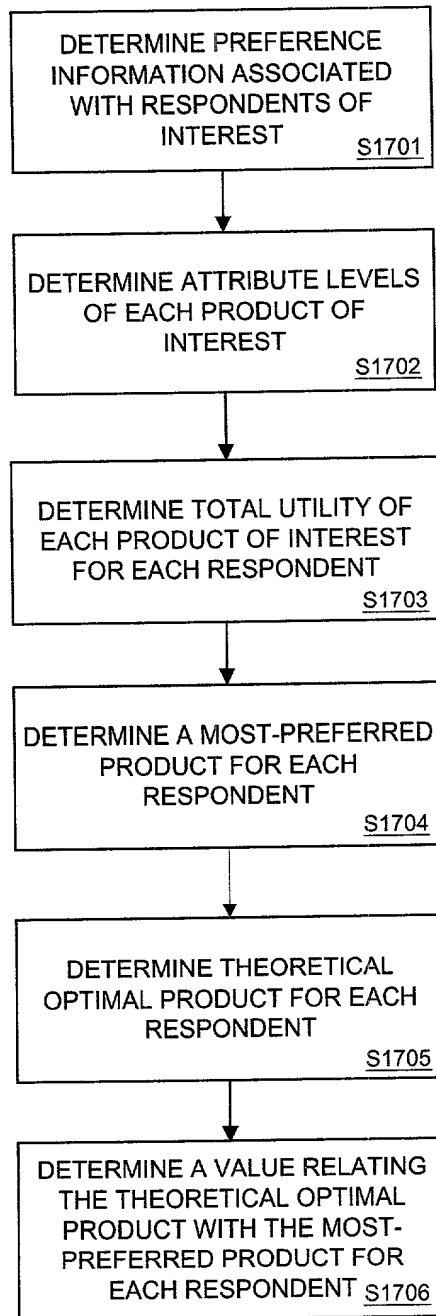 DETERMINE PREFERENCE
INFORMATION ASSOCIATED
WITH RESPONDENTS OF
INTEREST
S1701
DETERMINE ATTRIBUTE LEVELS
OF EACH PRODUCT OF
INTEREST
S1702
DETERMINE TOTAL UTILITY OF
EACH PRODUCT OF INTEREST
FOR EACH RESPONDENT
S1703
DETERMINE A MOST-PREFERRED
PRODUCT FOR EACH
RESPONDENT
S1704
DETERMINE THEORETICAL
OPTIMAL PRODUCT FOR EACH
RESPONDENT
S1705
DETERMINE A VALUE RELATING
THE THEORETICAL OPTIMAL
PRODUCT WITH THE MOST-
PREFERRED PRODUCT FOR
EACH RESPONDENT S1706